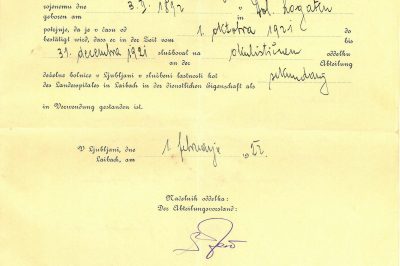 rojenemu dne 3. I. 1892 v Dol. Logatcu
geboren am in
potrjuje, da je v času od 1. oktobra 1921 do
bestätigt wird, dass er in der Zeit vom bis
31. decembra 1921 služboval na okulističnem oddelku
an der Abteilung
deželne bolnice v Ljubljani v službeni lastnosti kot sekundarij
des Landesspitales in Laibach in der dienstlichen Eigenschaft als
in Verwendung gestanden ist.
V Ljubljani, dne 1. februarja 1922.
Laibach, am
Načelnik oddelka:
Der Abteilungsvorstand: